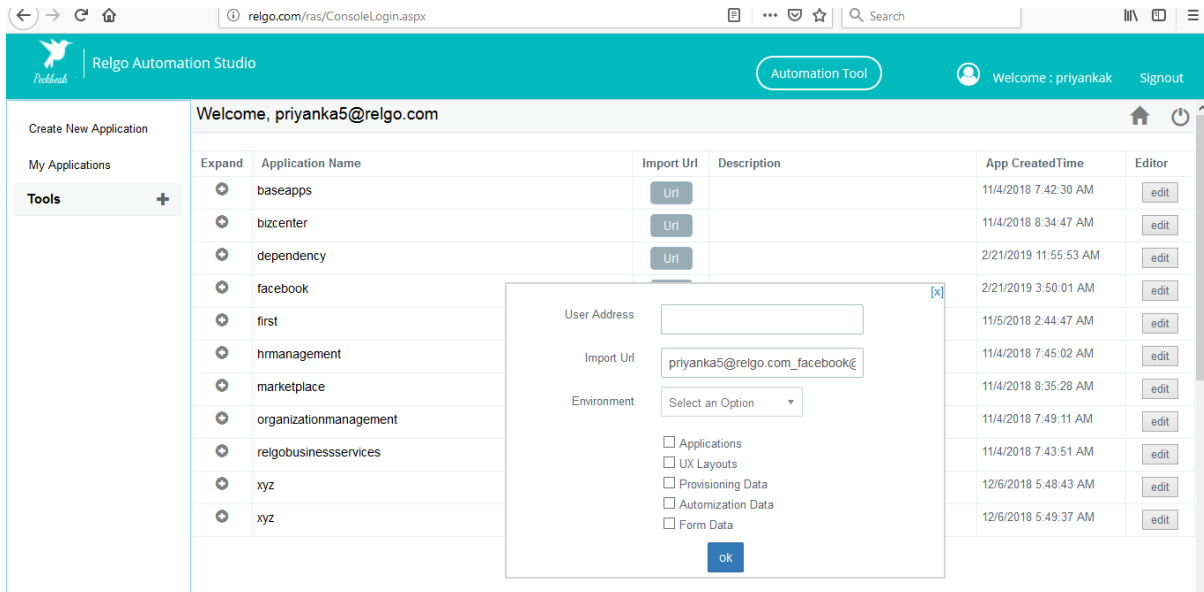 relgo.com/ras/ConsoleLogin.aspx
Search
Peckbeak
Relgo Automation Studio
Automation Tool
Welcome : priyankak
Signout
Create New Application
My Applications
Tools
Welcome, priyanka5@relgo.com
Expand Application Name Import Url Description App CreatedTime Editor
baseapps Url 11/4/2018 7:42:30 AM edit
bizcenter Url 11/4/2018 8:34:47 AM edit
dependency Url 2/21/2019 11:55:53 AM edit
facebook 2/21/2019 3:50:01 AM edit
first 11/5/2018 2:44:47 AM edit
hrmanagement 11/4/2018 7:45:02 AM edit
marketplace 11/4/2018 8:35:28 AM edit
organizationmanagement 11/4/2018 7:49:11 AM edit
relgobusinessservices 11/4/2018 7:43:51 AM edit
xyz 12/6/2018 5:48:43 AM edit
xyz 12/6/2018 5:49:37 AM edit
[x]
User Address
Import Url priyanka5@relgo.com_facebook@
Environment Select an Option
Applications
UX Layouts
Provisioning Data
Automization Data
Form Data
ok